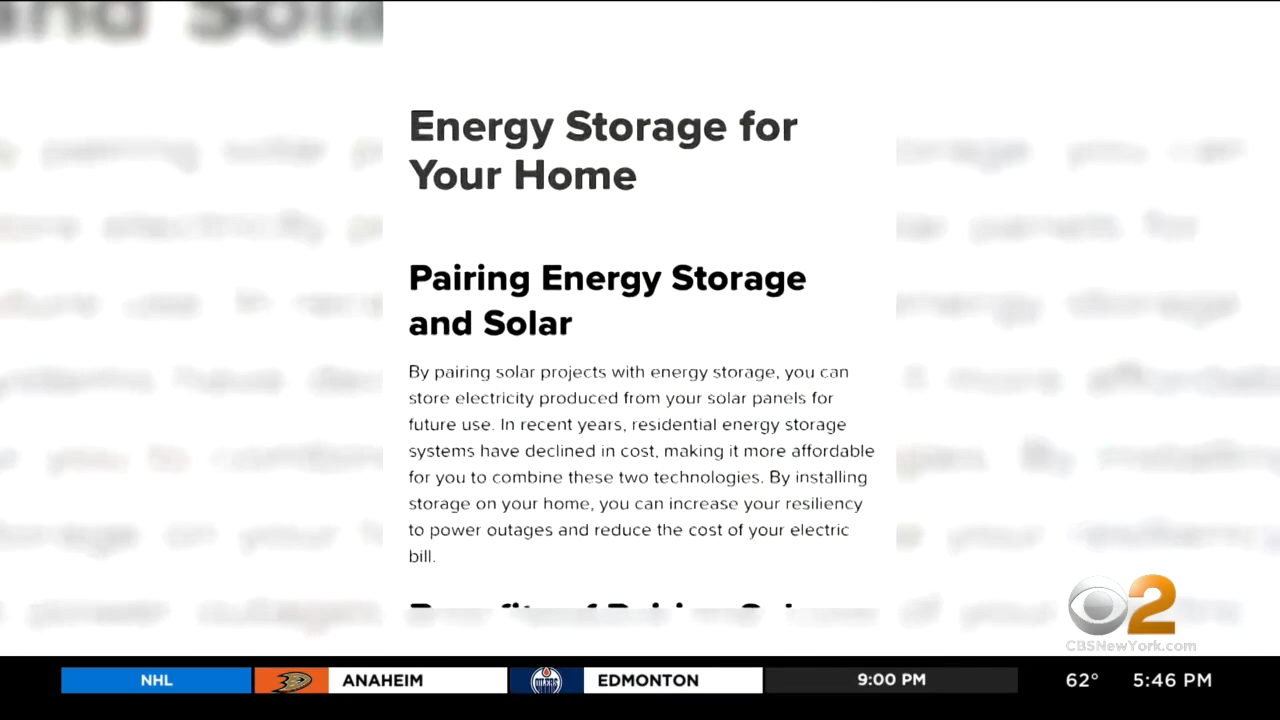 Energy Storage for
Your Home
Pairing Energy Storage
and Solar
By pairing solar projects with energy storage, you can
store electricity produced from your solar panels for
future use. In recent years, residential energy storage
systems have declined in cost, making it more affordable
for you to combine these two technologies. By installing
storage on your home, you can increase your resiliency
to power outages and reduce the cost of your electric
bill.
2
CBSNewYork.com
NHL ANAHEIM OILERS EDMONTON 9:00 PM 62° 5:46 PM